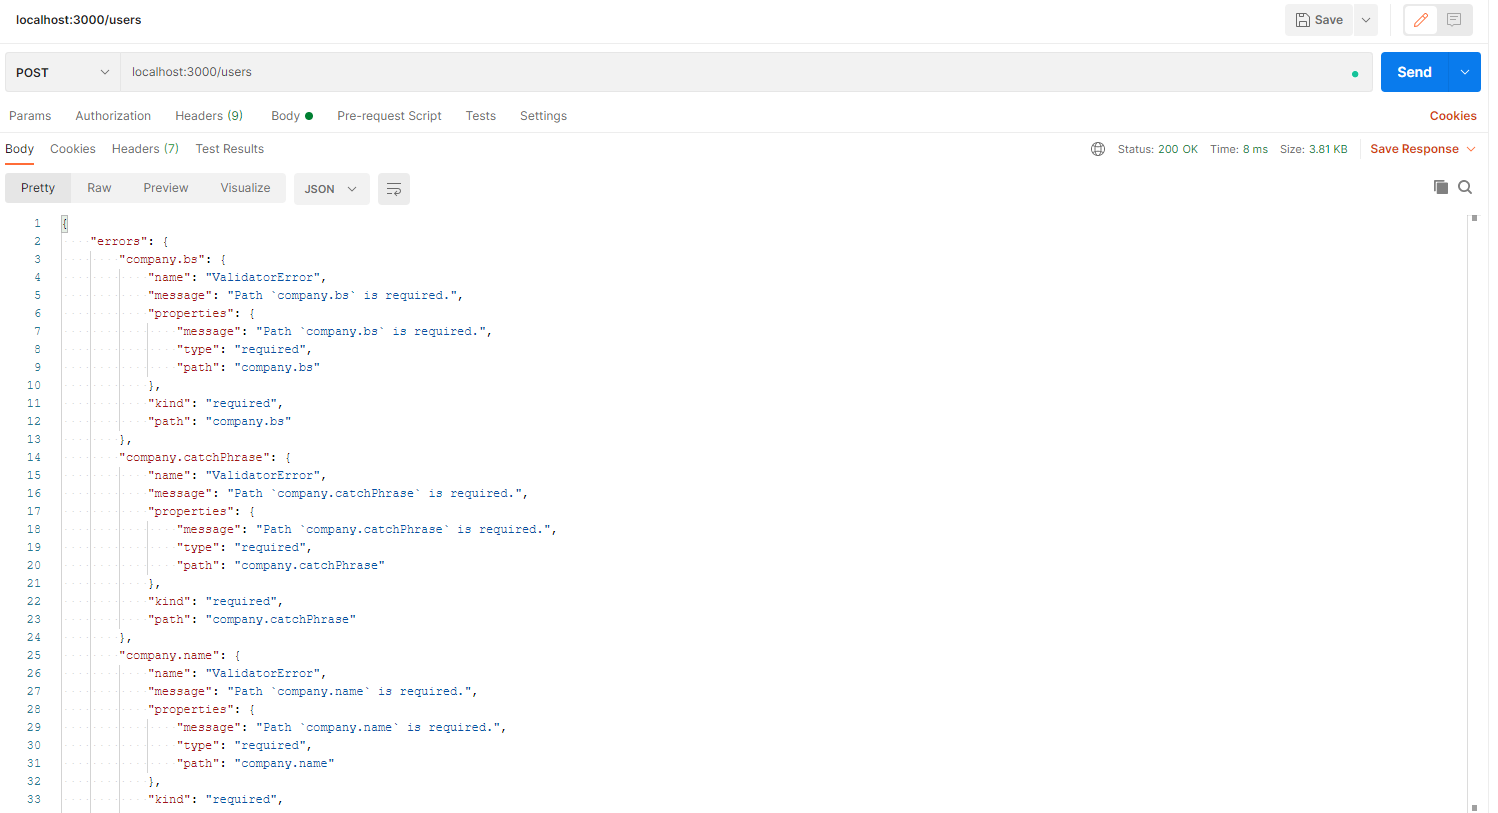 localhost:3000/users
Save
POST
localhost:3000/users
Send
Params Authorization Headers (9) Body Pre-request Script Tests Settings Cookies
Body Cookies Headers (7) Test Results Status: 200 OK Time: 8 ms Size: 3.81 KB Save Response
Pretty Raw Preview Visualize JSON
1 {
2 "errors": {
3 "company.bs": {
4 "name": "ValidatorError",
5 "message": "Path `company.bs` is required.",
6 "properties": {
7 "message": "Path `company.bs` is required.",
8 "type": "required",
9 "path": "company.bs"
10 },
11 "kind": "required",
12 "path": "company.bs"
13 },
14 "company.catchPhrase": {
15 "name": "ValidatorError",
16 "message": "Path `company.catchPhrase` is required.",
17 "properties": {
18 "message": "Path `company.catchPhrase` is required.",
19 "type": "required",
20 "path": "company.catchPhrase"
21 },
22 "kind": "required",
23 "path": "company.catchPhrase"
24 },
25 "company.name": {
26 "name": "ValidatorError",
27 "message": "Path `company.name` is required.",
28 "properties": {
29 "message": "Path `company.name` is required.",
30 "type": "required",
31 "path": "company.name"
32 },
33 "kind": "required",